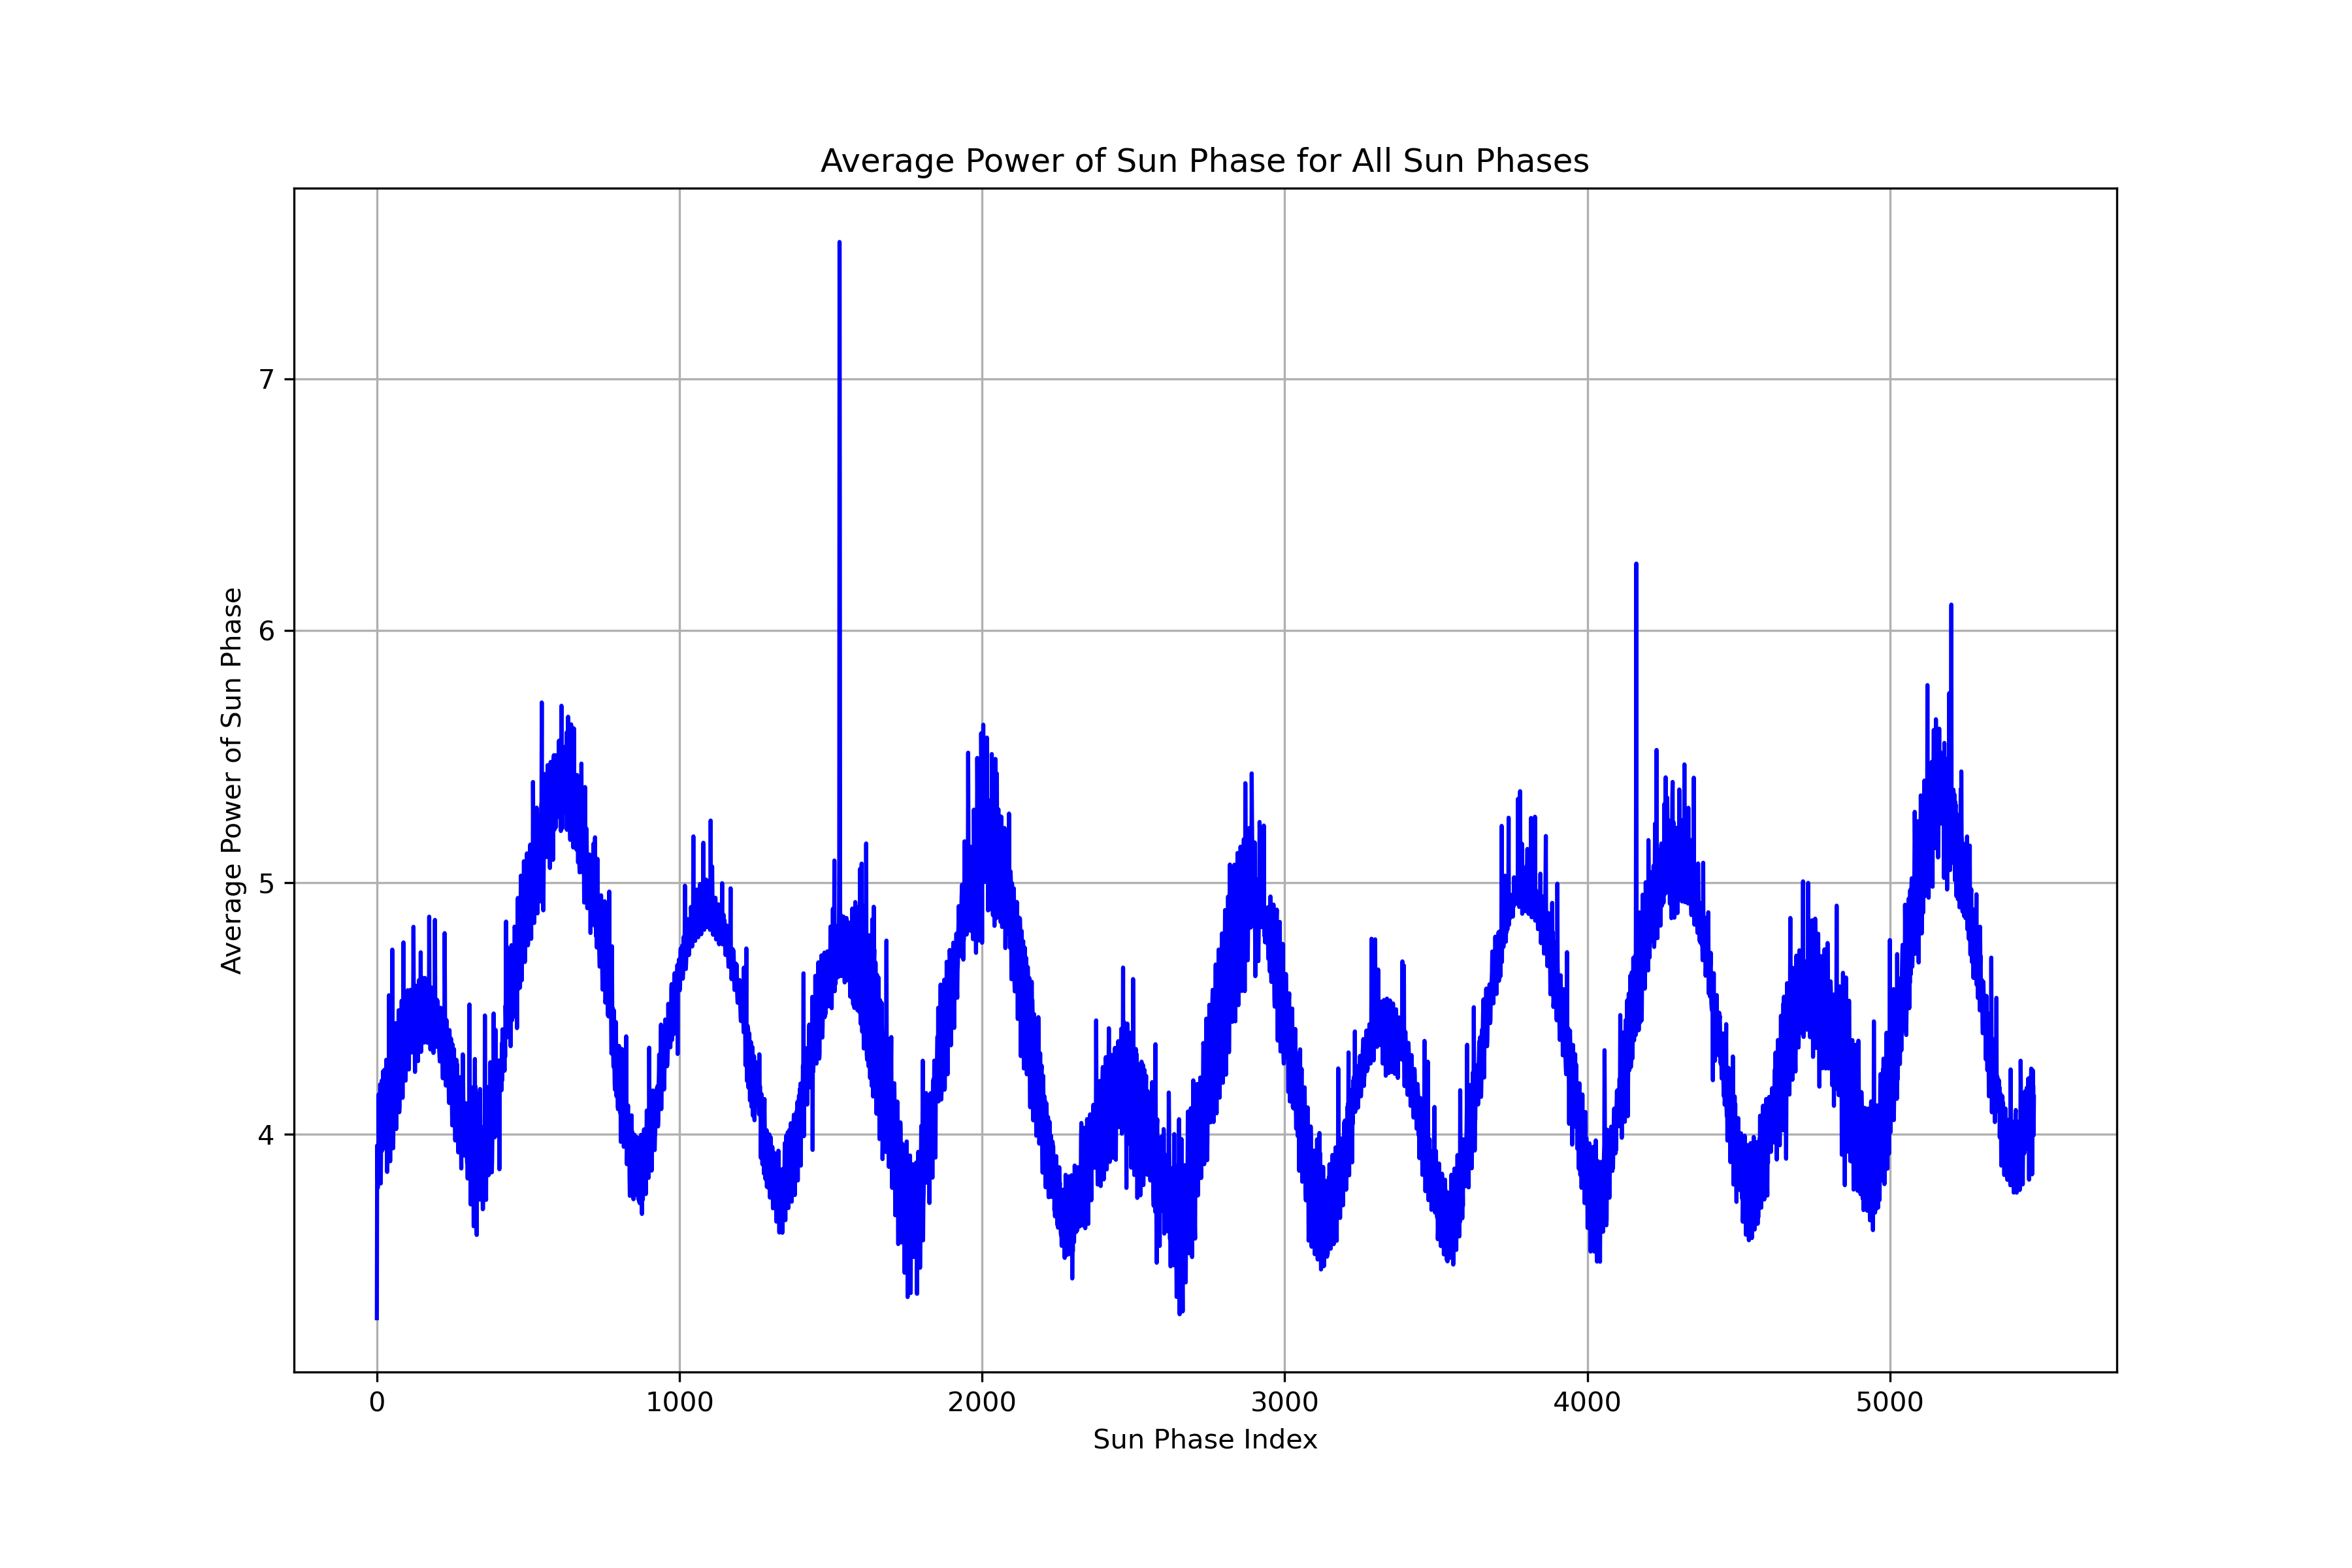 Average Power of Sun Phase for All Sun Phases
Average Power of Sun Phase
7
6
5
4
0 1000 2000 3000 4000 5000
Sun Phase Index